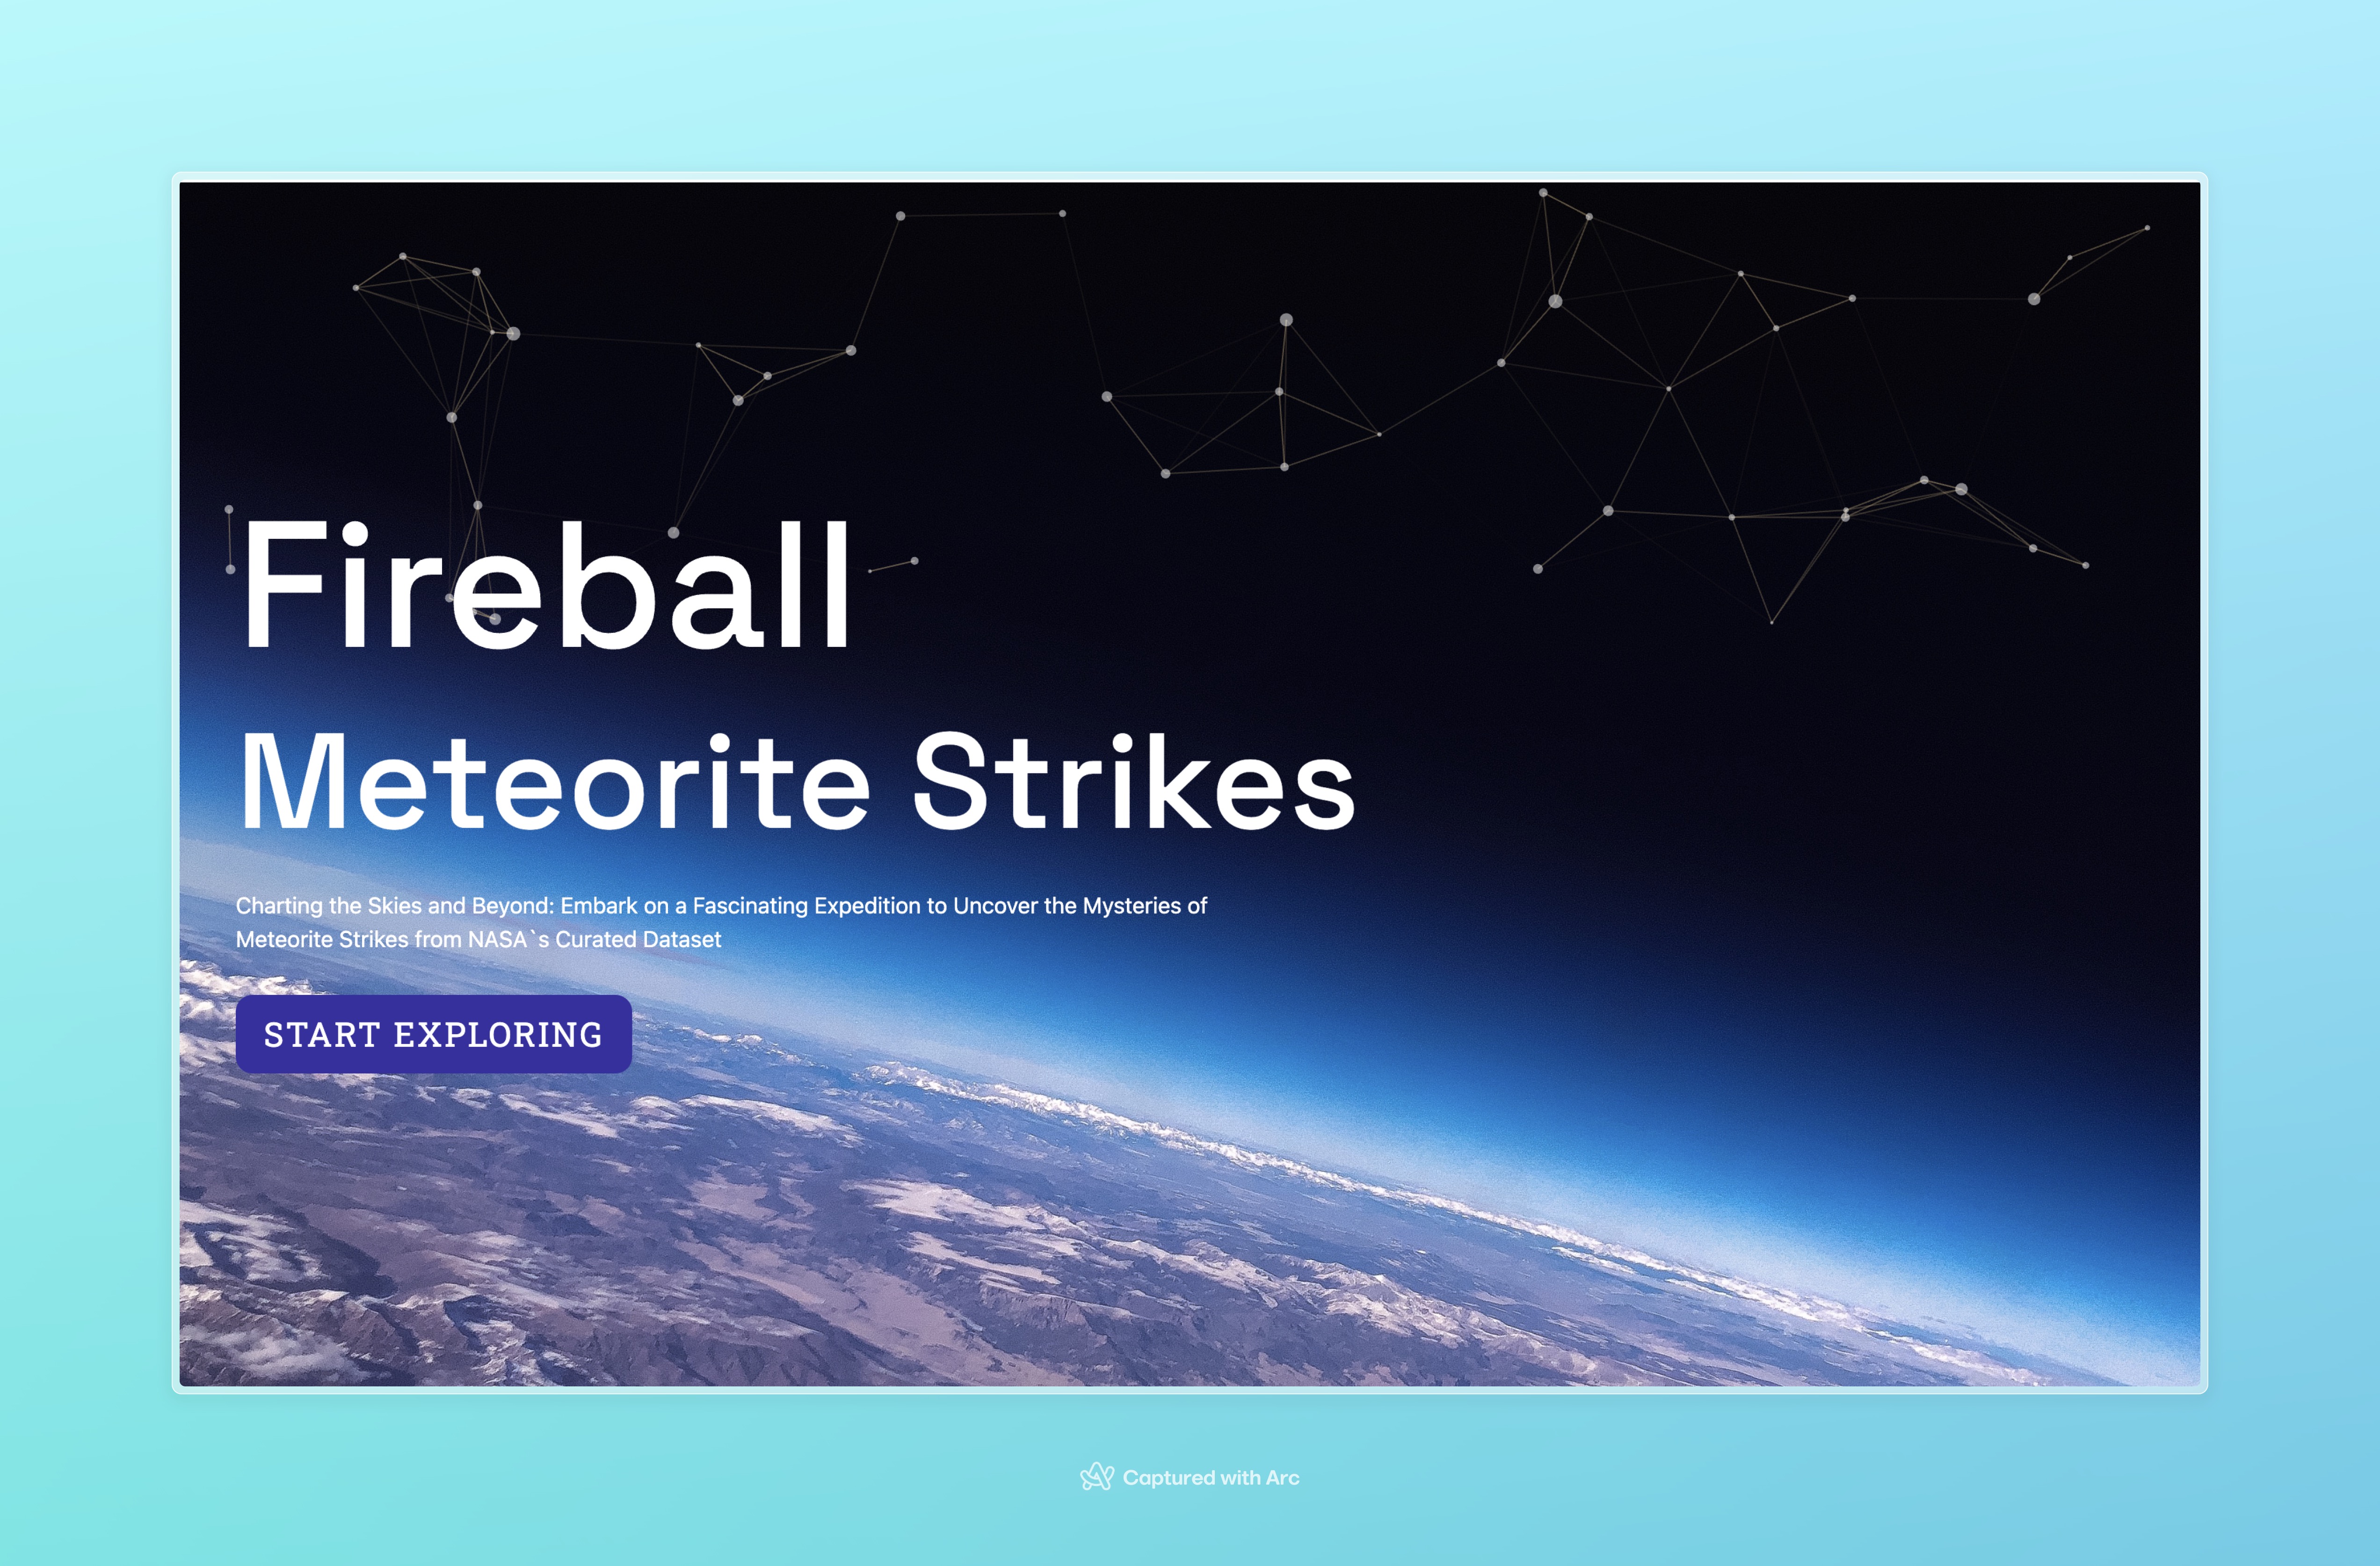 Fireball
Meteorite Strikes
Charting the Skies and Beyond: Embark on a Fascinating Expedition to Uncover the Mysteries of
Meteorite Strikes from NASA`s Curated Dataset
START EXPLORING
Captured with Arc